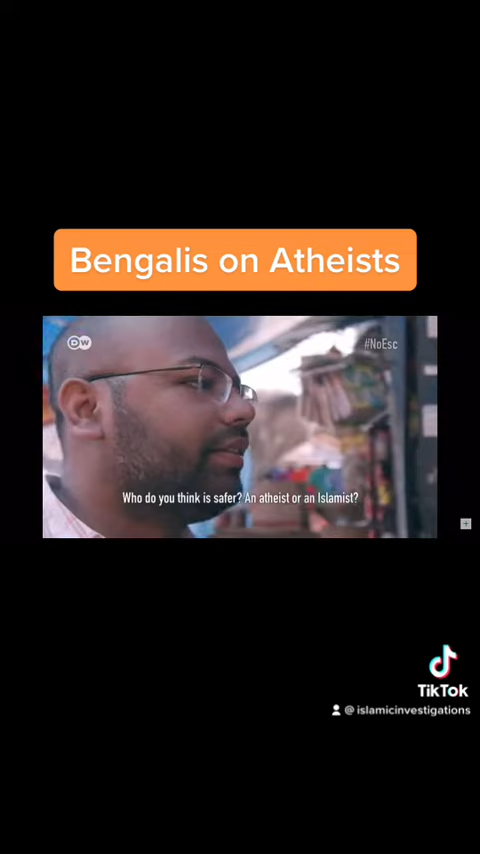 Bengalis on Atheists
DW
#NoEsc
Who do you think is safer? An atheist or an Islamist?
TikTok
@islamicinvestigations